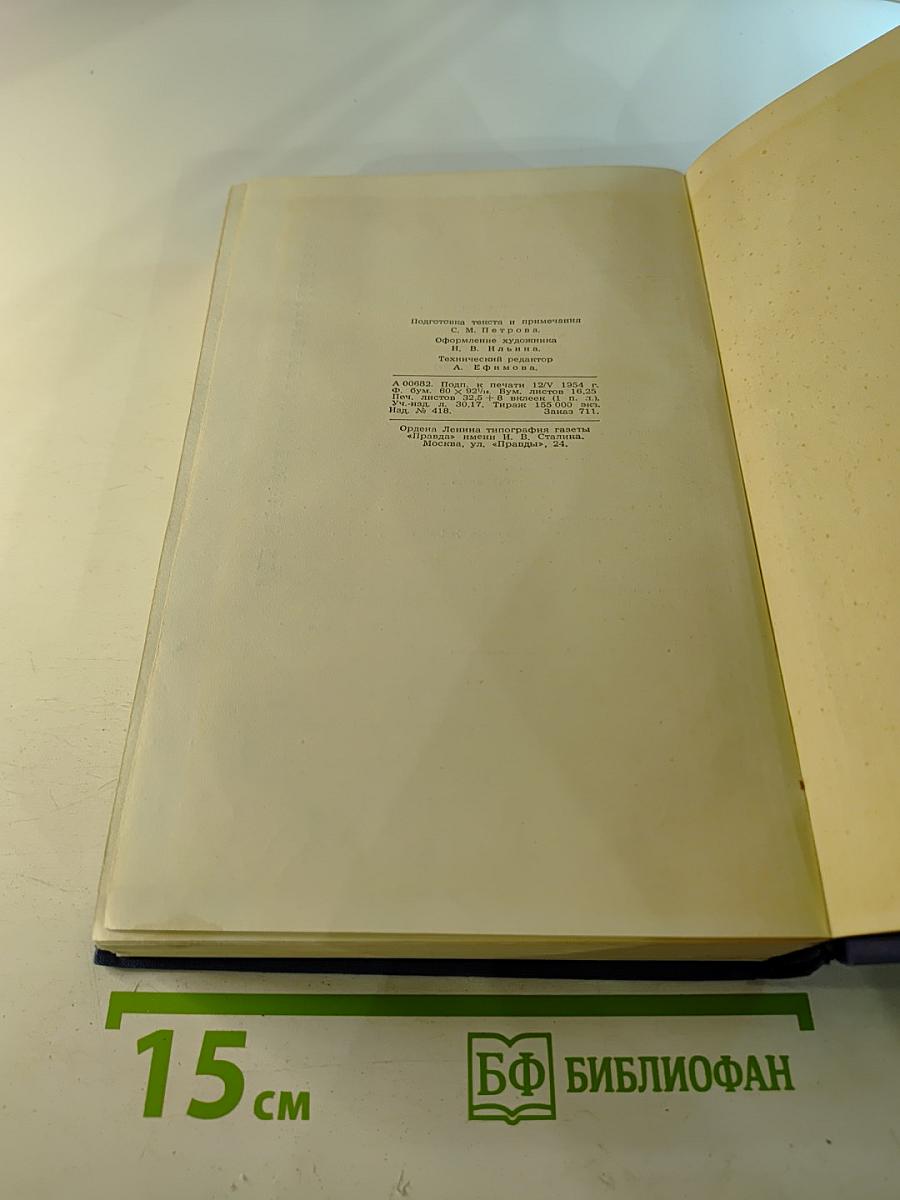 Подготовка текста и примечания
С. М. Петрова.
Оформление художника
Н. В. Ильина.
Технический редактор
А. Ефимова.
А 00682. Подп. к печати 12/V 1954 г.
Ф. бум. 60 × 92¹/₁₆. Бум. листов 16,25
Печ. листов 32,5 + 8 вклеек (1 п. л.).
Уч.-изд. л. 30,17. Тираж 155 000 экз.
Изд. № 418. Заказ 711.
Ордена Ленина типография газеты
«Правда» имени И. В. Сталина.
Москва, ул. «Правды», 24.
15 см
БФ БИБЛИОФАН